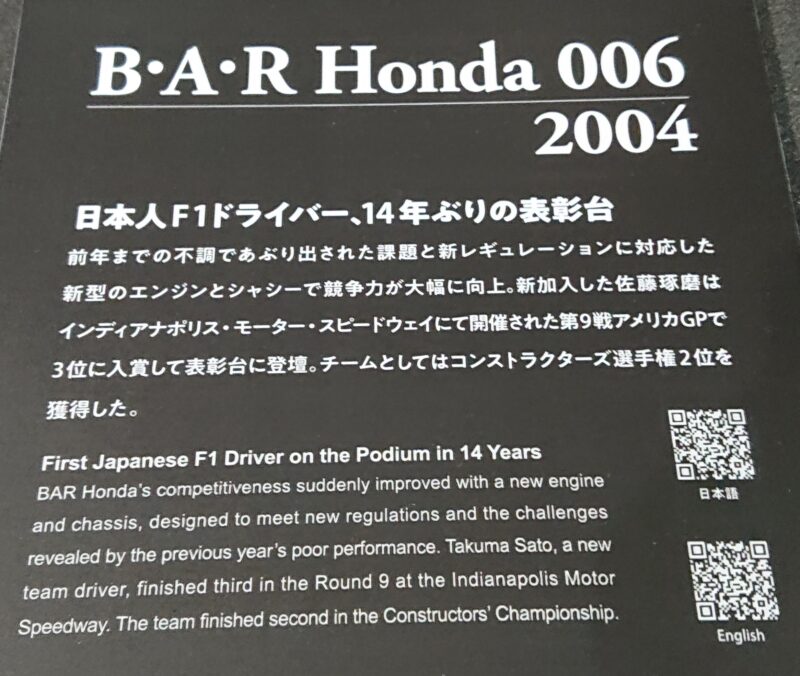 B·A·R Honda 006
2004
日本人F1ドライバー、14年ぶりの表彰台
前年までの不調であぶり出された課題と新レギュレーションに対応した
新型のエンジンとシャシーで競争力が大幅に向上。新加入した佐藤琢磨は
インディアナポリス・モーター・スピードウェイにて開催された第9戦アメリカGPで
3位に入賞して表彰台に登壇。チームとしてはコンストラクターズ選手権2位を
獲得した。
First Japanese F1 Driver on the Podium in 14 Years
BAR Honda's competitiveness suddenly improved with a new engine
and chassis, designed to meet new regulations and the challenges
revealed by the previous year's poor performance. Takuma Sato, a new
team driver, finished third in the Round 9 at the Indianapolis Motor
Speedway. The team finished second in the Constructors' Championship.
日本語
English